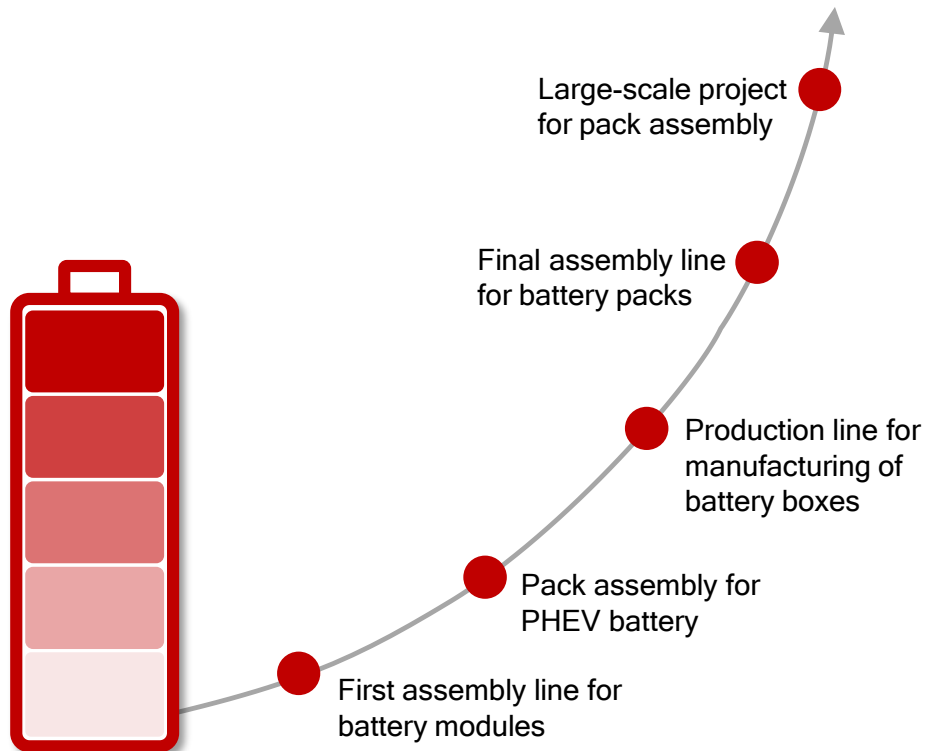 Large-scale project
for pack assembly
Final assembly line
for battery packs
Production line for
manufacturing of
battery boxes
Pack assembly for
PHEV battery
First assembly line for
battery modules